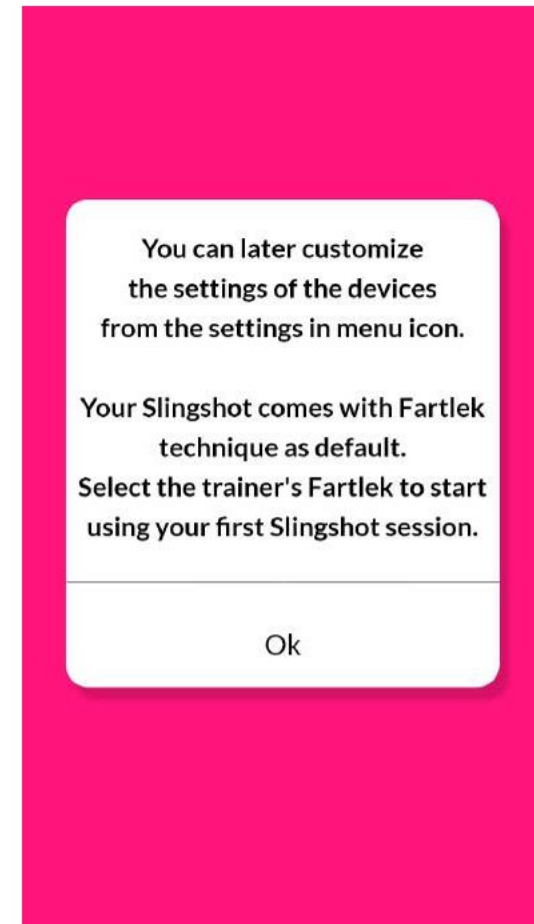 You can later customize
the settings of the devices
from the settings in menu icon.
Your Slingshot comes with Fartlek
technique as default.
Select the trainer's Fartlek to start
using your first Slingshot session.
Ok